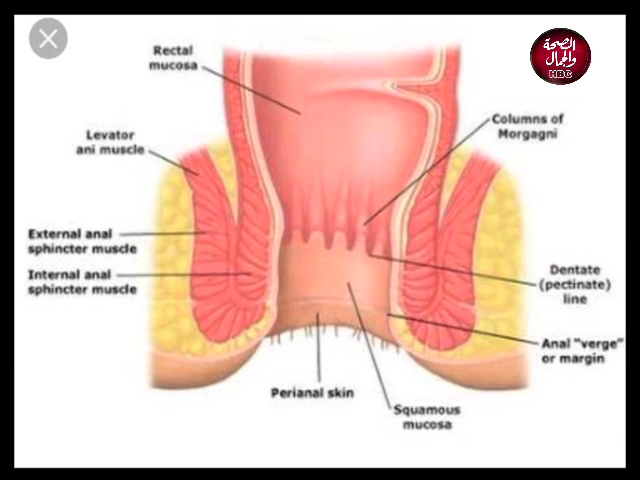 الصحة
والجمال
HBG
Rectal
mucosa
Columns of
Morgagni
Levator
ani muscle
External anal
sphincter muscle
Internal anal
sphincter muscle
Dentate
(pectinate)
line
Anal "verge"
or margin
Perianal skin
Squamous
mucosa